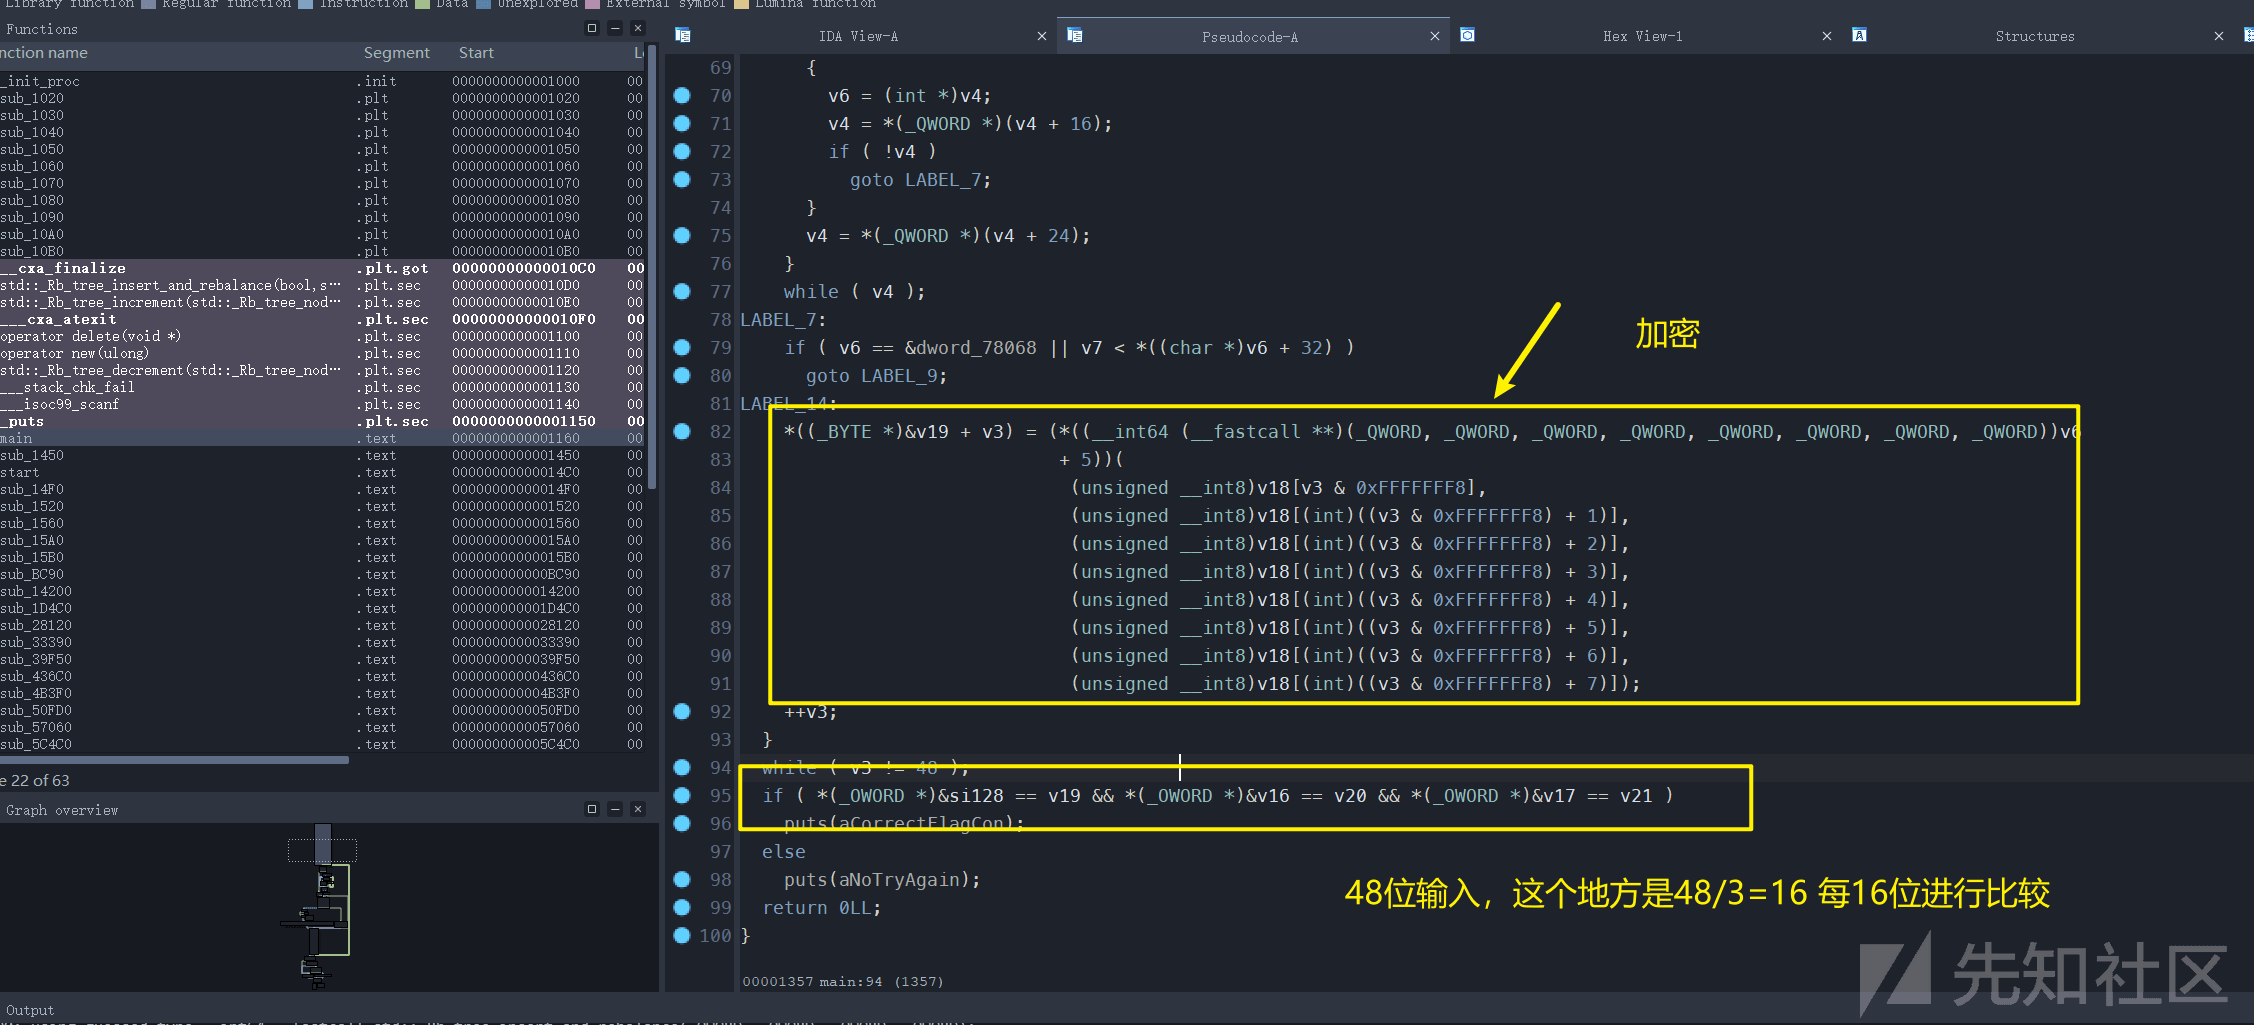 Library function Regular function Instruction Data Unexplored External symbol Lumina function
Functions
nction name Segment Start
_init_proc .init 0000000000001000 00
sub_1020 .plt 0000000000001020 00
sub_1030 .plt 0000000000001030 00
sub_1040 .plt 0000000000001040 00
sub_1050 .plt 0000000000001050 00
sub_1060 .plt 0000000000001060 00
sub_1070 .plt 0000000000001070 00
sub_1080 .plt 0000000000001080 00
sub_1090 .plt 0000000000001090 00
sub_10A0 .plt 00000000000010A0 00
sub_10B0 .plt 00000000000010B0 00
__cxa_finalize .plt.got 00000000000010C0 00
std::_Rb_tree_insert_and_rebalance(bool,s… .plt.sec 00000000000010D0 00
std::_Rb_tree_increment(std::_Rb_tree_nod… .plt.sec 00000000000010E0 00
___cxa_atexit .plt.sec 00000000000010F0 00
operator delete(void *) .plt.sec 0000000000001100 00
operator new(ulong) .plt.sec 0000000000001110 00
std::_Rb_tree_decrement(std::_Rb_tree_nod… .plt.sec 0000000000001120 00
___stack_chk_fail .plt.sec 0000000000001130 00
___isoc99_scanf .plt.sec 0000000000001140 00
_puts .plt.sec 0000000000001150 00
main .text 0000000000001160 00
sub_1450 .text 0000000000001450 00
start .text 00000000000014C0 00
sub_14F0 .text 00000000000014F0 00
sub_1520 .text 0000000000001520 00
sub_1560 .text 0000000000001560 00
sub_15A0 .text 00000000000015A0 00
sub_15B0 .text 00000000000015B0 00
sub_BC90 .text 000000000000BC90 00
sub_14200 .text 0000000000014200 00
sub_1D4C0 .text 000000000001D4C0 00
sub_28120 .text 0000000000028120 00
sub_33390 .text 0000000000033390 00
sub_39F50 .text 0000000000039F50 00
sub_436C0 .text 00000000000436C0 00
sub_4B3F0 .text 000000000004B3F0 00
sub_50FD0 .text 0000000000050FD0 00
sub_57060 .text 0000000000057060 00
sub_5C4C0 .text 000000000005C4C0 00
e 22 of 63
Graph overview
Output
IDA View-A Pseudocode-A Hex View-1 Structures
69 {
70 v6 = (int *)v4;
71 v4 = *(_QWORD *)(v4 + 16);
72 if ( !v4 )
73 goto LABEL_7;
74 }
75 v4 = *(_QWORD *)(v4 + 24);
76 }
77 while ( v4 );
78 LABEL_7:
79 if ( v6 == &dword_78068 || v7 < *((char *)v6 + 32) )
80 goto LABEL_9;
81 LABEL_14:
82 *((_BYTE *)&v19 + v3) = (*((__int64 (__fastcall **)(_QWORD, _QWORD, _QWORD, _QWORD, _QWORD, _QWORD, _QWORD, _QWORD))v6
83 + 5))(
84 (unsigned __int8)v18[v3 & 0xFFFFFFF8],
85 (unsigned __int8)v18[(int)((v3 & 0xFFFFFFF8) + 1)],
86 (unsigned __int8)v18[(int)((v3 & 0xFFFFFFF8) + 2)],
87 (unsigned __int8)v18[(int)((v3 & 0xFFFFFFF8) + 3)],
88 (unsigned __int8)v18[(int)((v3 & 0xFFFFFFF8) + 4)],
89 (unsigned __int8)v18[(int)((v3 & 0xFFFFFFF8) + 5)],
90 (unsigned __int8)v18[(int)((v3 & 0xFFFFFFF8) + 6)],
91 (unsigned __int8)v18[(int)((v3 & 0xFFFFFFF8) + 7)]);
92 ++v3;
93 }
94 while ( v3 != 48 );
95 if ( *(_OWORD *)&si128 == v19 && *(_OWORD *)&v16 == v20 && *(_OWORD *)&v17 == v21 )
96 puts(aCorrectFlagCon);
97 else
98 puts(aNoTryAgain);
99 return 0LL;
100 }
加密
48位输入，这个地方是48/3=16 每16位进行比较
00001357 main:94 (1357)
先知社区